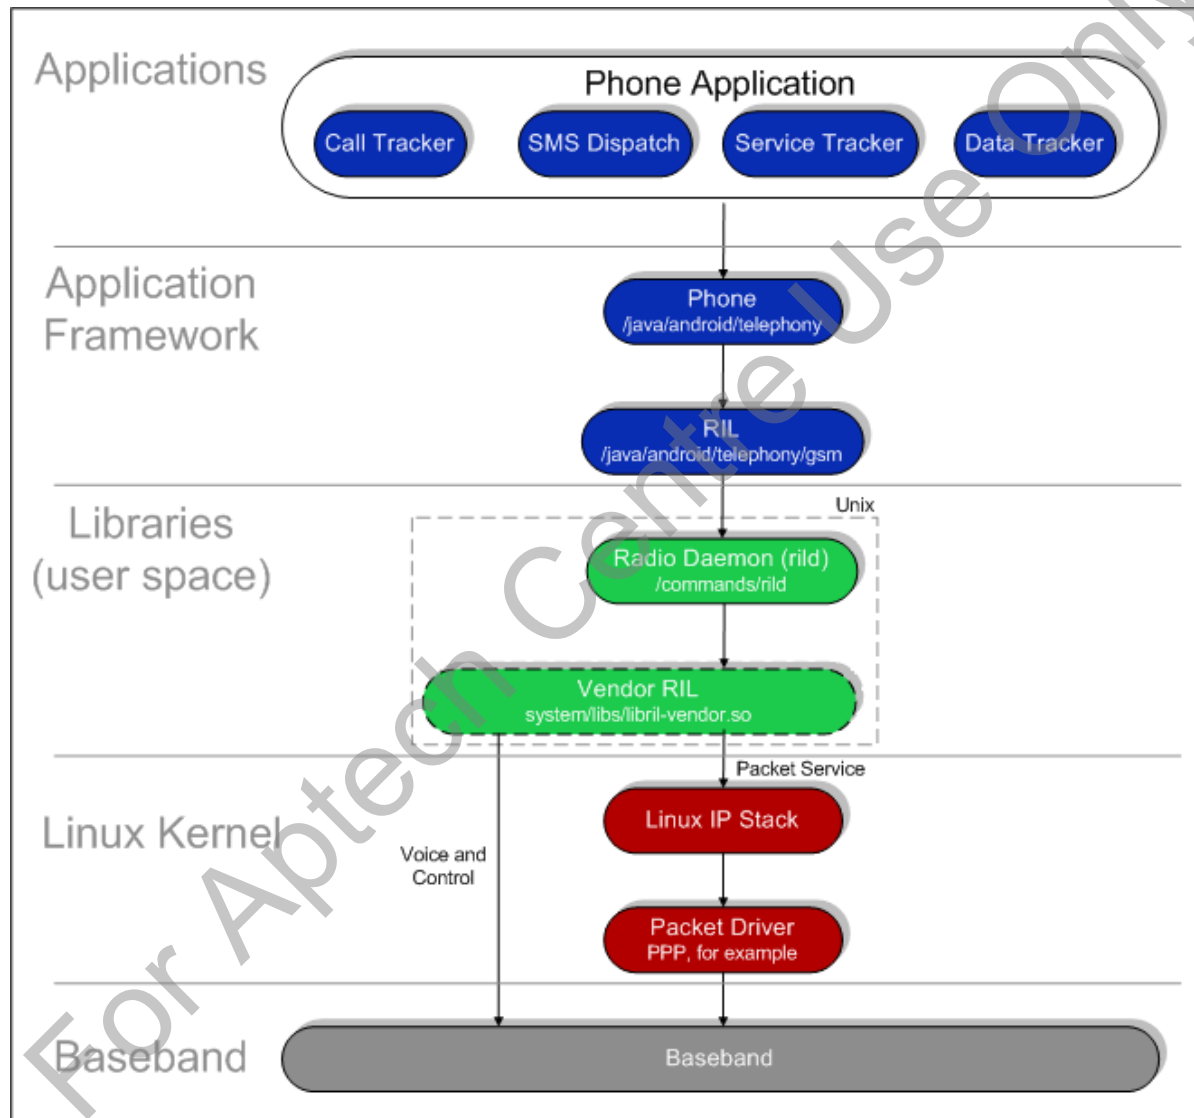 Applications
Phone Application
Call Tracker
SMS Dispatch
Service Tracker
Data Tracker
Application
Framework
Phone
/java/android/telephony
RIL
/java/android/telephony/gsm
Libraries
(user space)
Unix
Radio Daemon (rild)
/commands/rild
Vendor RIL
system/libs/libril-vendor.so
Packet Service
Linux Kernel
Linux IP Stack
Voice and
Control
Packet Driver
PPP, for example
Baseband
Baseband
For Aptech Centre Use Only